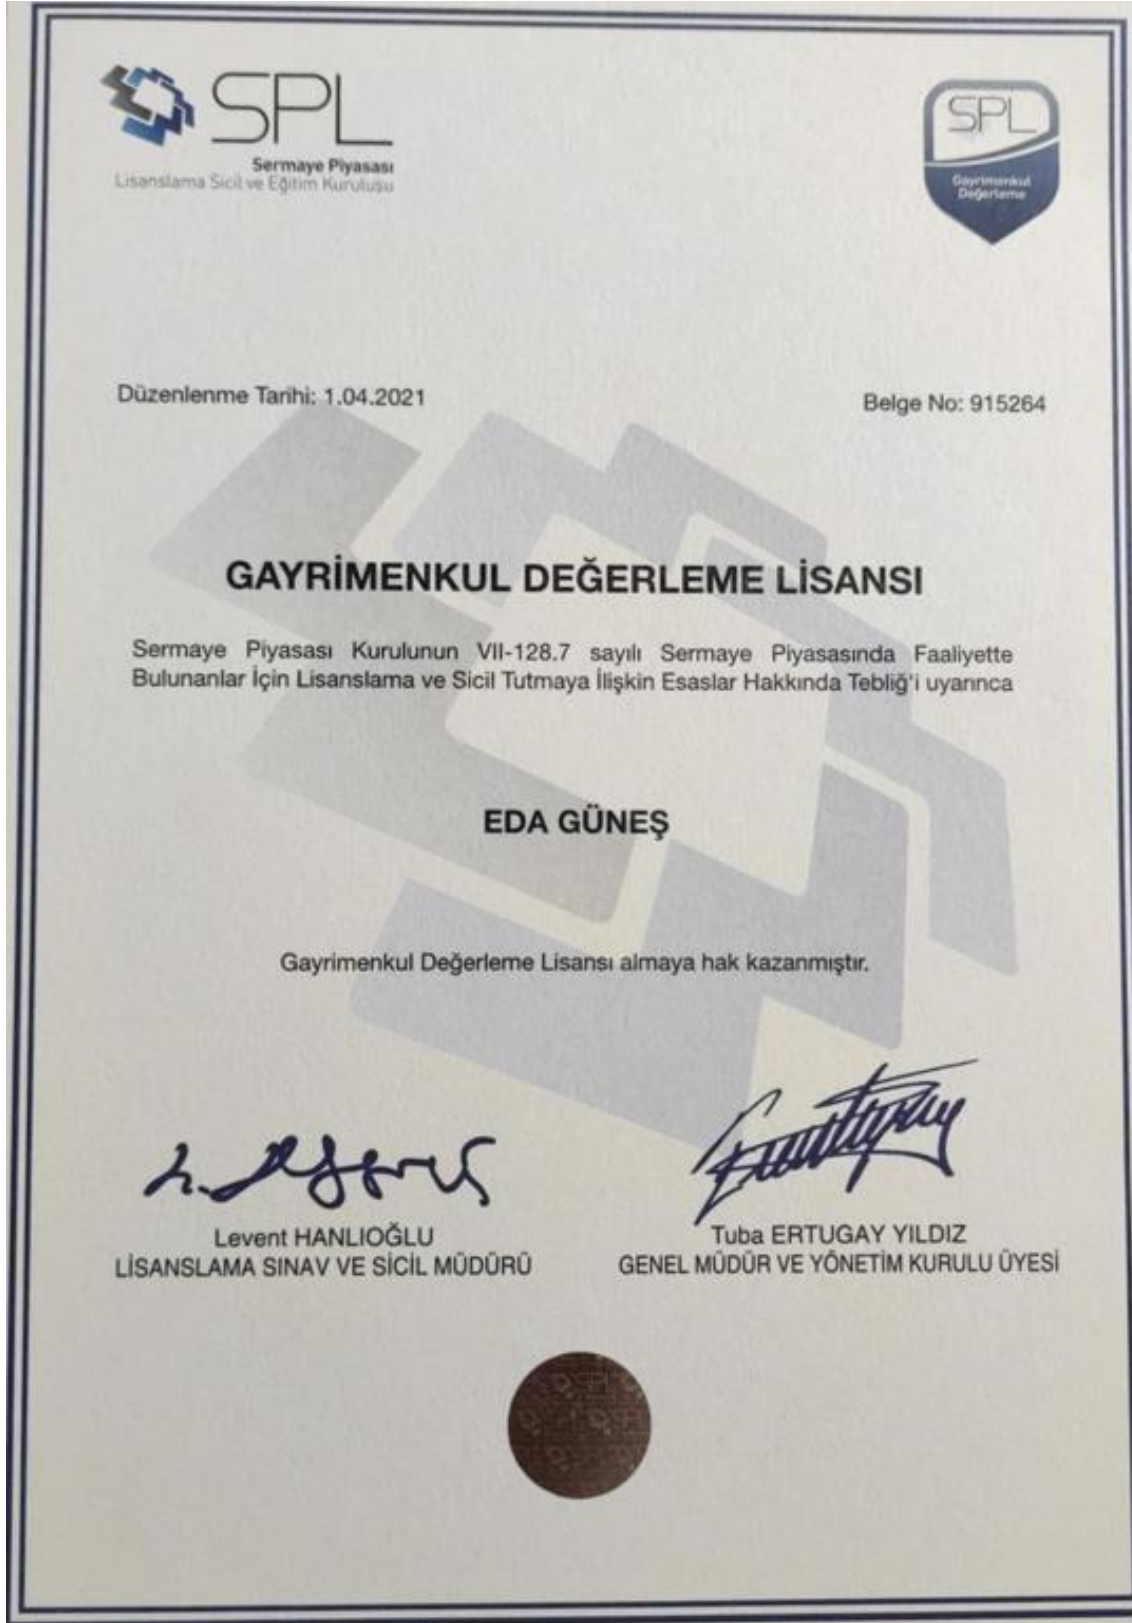 SPL
Sermaye Piyasası
Lisanslama Sicil ve Eğitim Kuruluşu
SPL
Gayrimenkul
Değerleme
Düzenlenme Tarihi: 1.04.2021
Belge No: 915264
GAYRİMENKUL DEĞERLEME LİSANSI
Sermaye Piyasası Kurulunun VII-128.7 sayılı Sermaye Piyasasında Faaliyette
Bulunanlar İçin Lisanslama ve Sicil Tutmaya İlişkin Esaslar Hakkında Tebliğ'i uyarınca
EDA GÜNEŞ
Gayrimenkul Değerleme Lisansı almaya hak kazanmıştır.
Levent HANLIOĞLU
LİSANSLAMA SINAV VE SİCİL MÜDÜRÜ
Tuba ERTUGAY YILDIZ
GENEL MÜDÜR VE YÖNETİM KURULU ÜYESİ